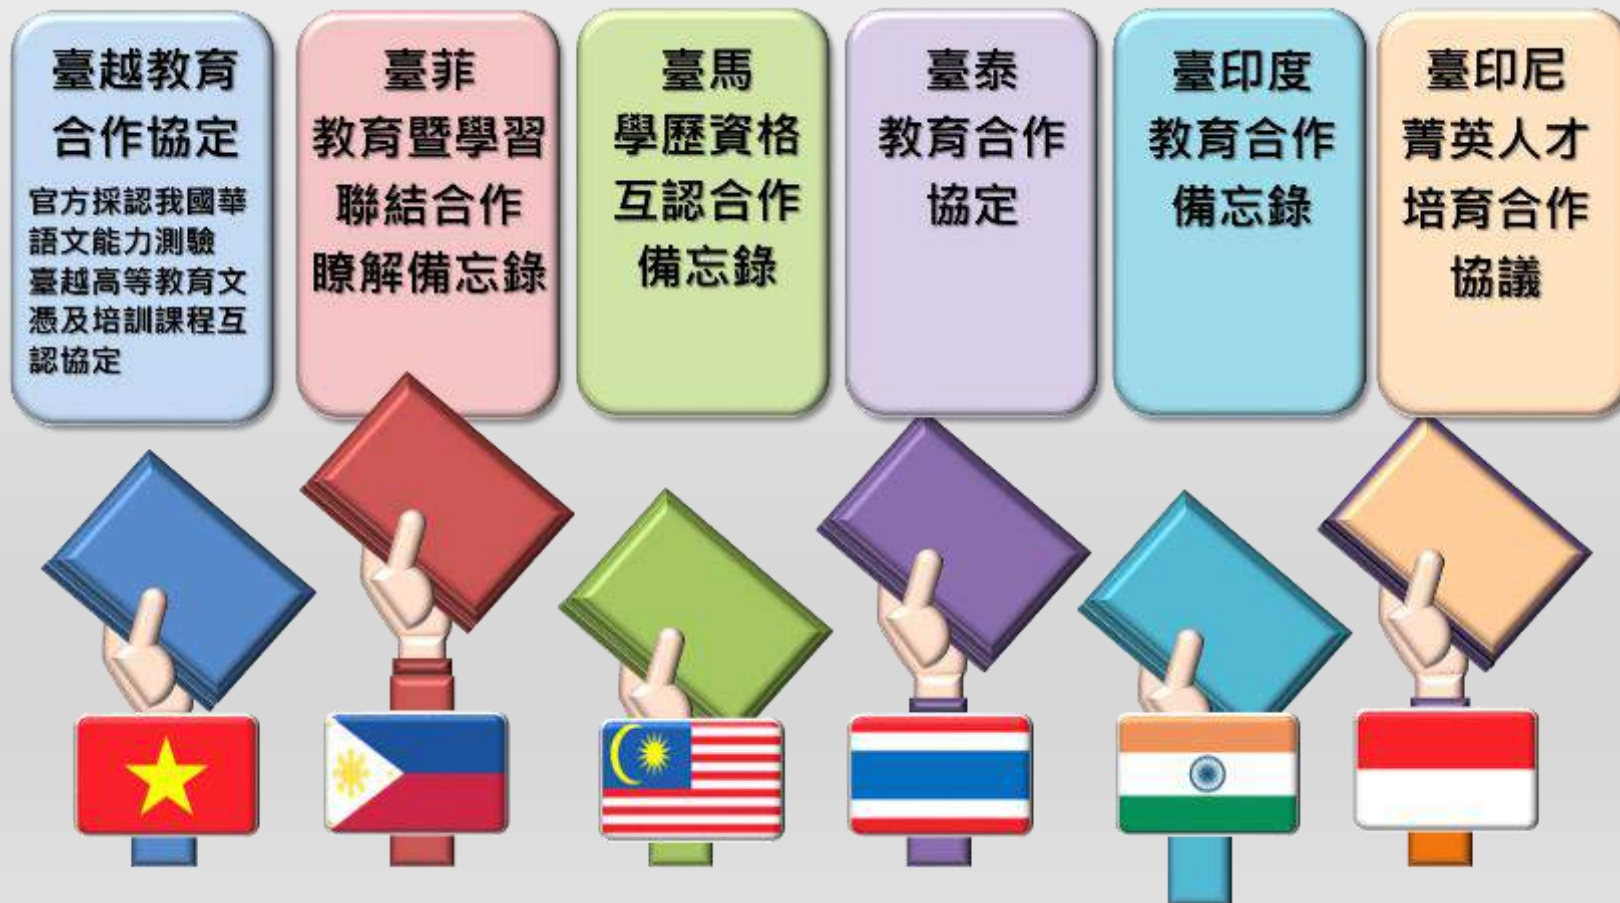 臺越教育
合作協定
官方採認我國華
語文能力測驗
臺越高等教育文
憑及培訓課程互
認協定
臺菲
教育暨學習
聯結合作
瞭解備忘錄
臺馬
學歷資格
互認合作
備忘錄
臺泰
教育合作
協定
臺印度
教育合作
備忘錄
臺印尼
菁英人才
培育合作
協議